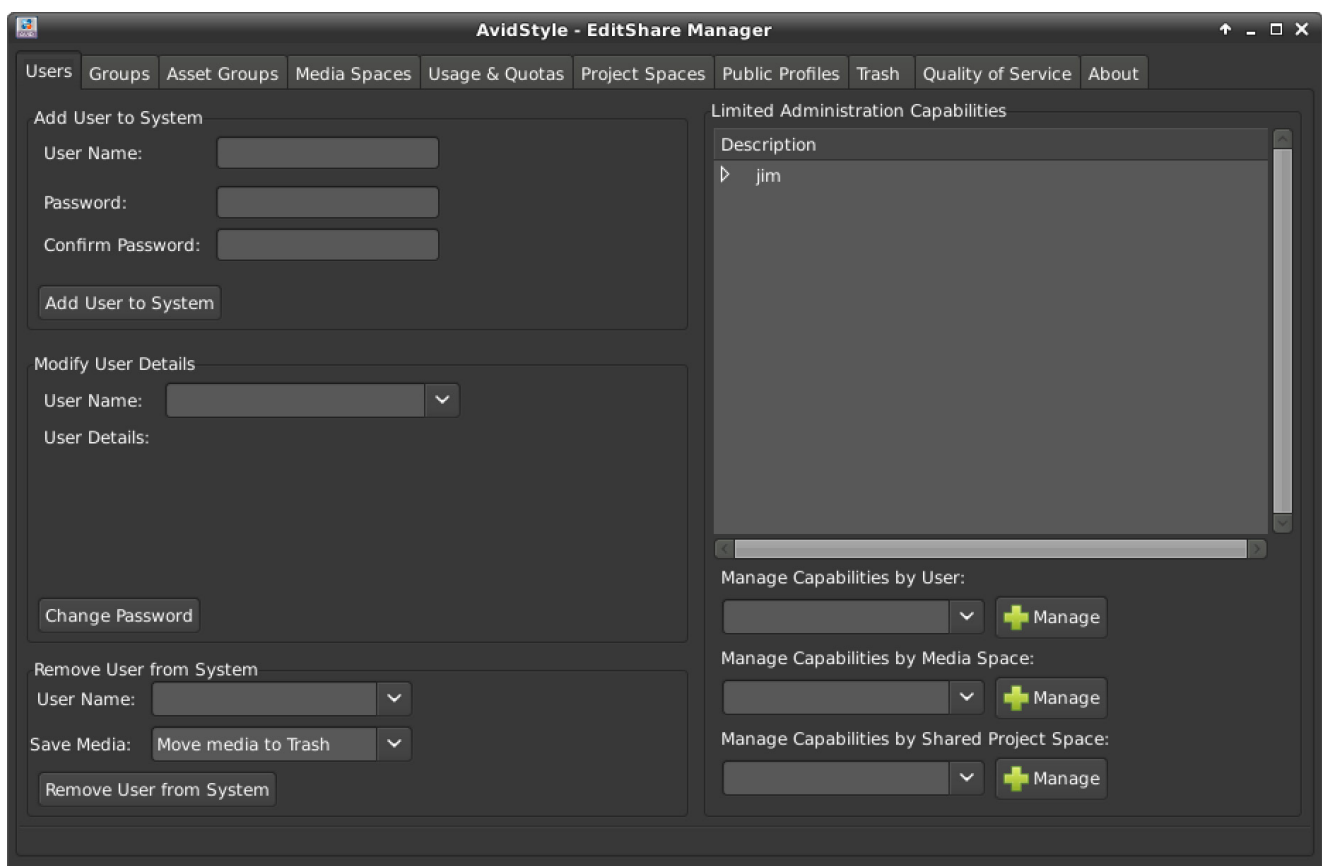 AvidStyle - EditShare Manager
Users Groups Asset Groups Media Spaces Usage & Quotas Project Spaces Public Profiles Trash Quality of Service About
Add User to System
User Name:
Password:
Confirm Password:
Add User to System
Modify User Details
User Name:
User Details:
Change Password
Remove User from System
User Name:
Save Media: Move media to Trash
Remove User from System
Limited Administration Capabilities
Description
jim
Manage Capabilities by User:
Manage
Manage Capabilities by Media Space:
Manage
Manage Capabilities by Shared Project Space:
Manage